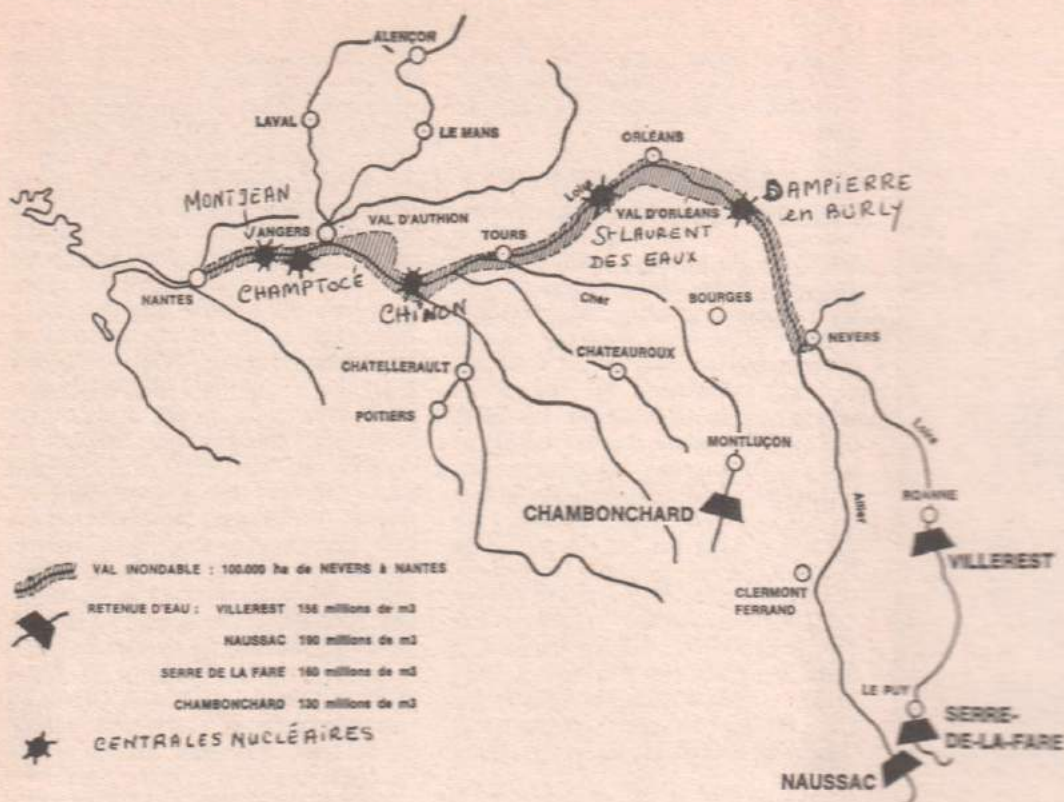 ALENÇOR
LAVAL
LE MANS
ORLÉANS
MONTJEAN
ANGERS
VAL D'AUTHION
TOURS
Loire
VAL D'ORLÉANS
DAMPIERRE
en BURLY
St LAURENT
DES EAUX
NANTES
CHAMPTOCÉ
CHINON
Cher
BOURGES
NEVERS
CHATELLERAULT
CHATEAUROUX
POITIERS
MONTLUÇON
Loire
Allier
ROANNE
CHAMBONCHARD
VILLEREST
CLERMONT
FERRAND
LE PUY
SERRE-
DE-LA-FARE
NAUSSAC
VAL INONDABLE : 100.000 ha de NEVERS à NANTES
RETENUE D'EAU : VILLEREST 156 millions de m3
NAUSSAC 190 millions de m3
SERRE DE LA FARE 160 millions de m3
CHAMBONCHARD 130 millions de m3
CENTRALES NUCLÉAIRES